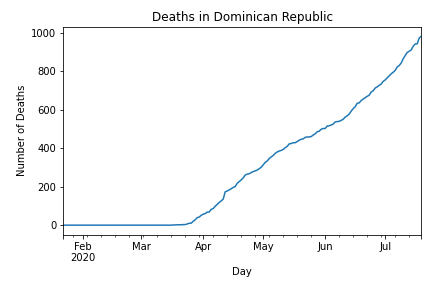 Deaths in Dominican Republic
1000
800
600
400
200
0
Number of Deaths
Feb
2020
Mar
Apr
May
Jun
Jul
Day